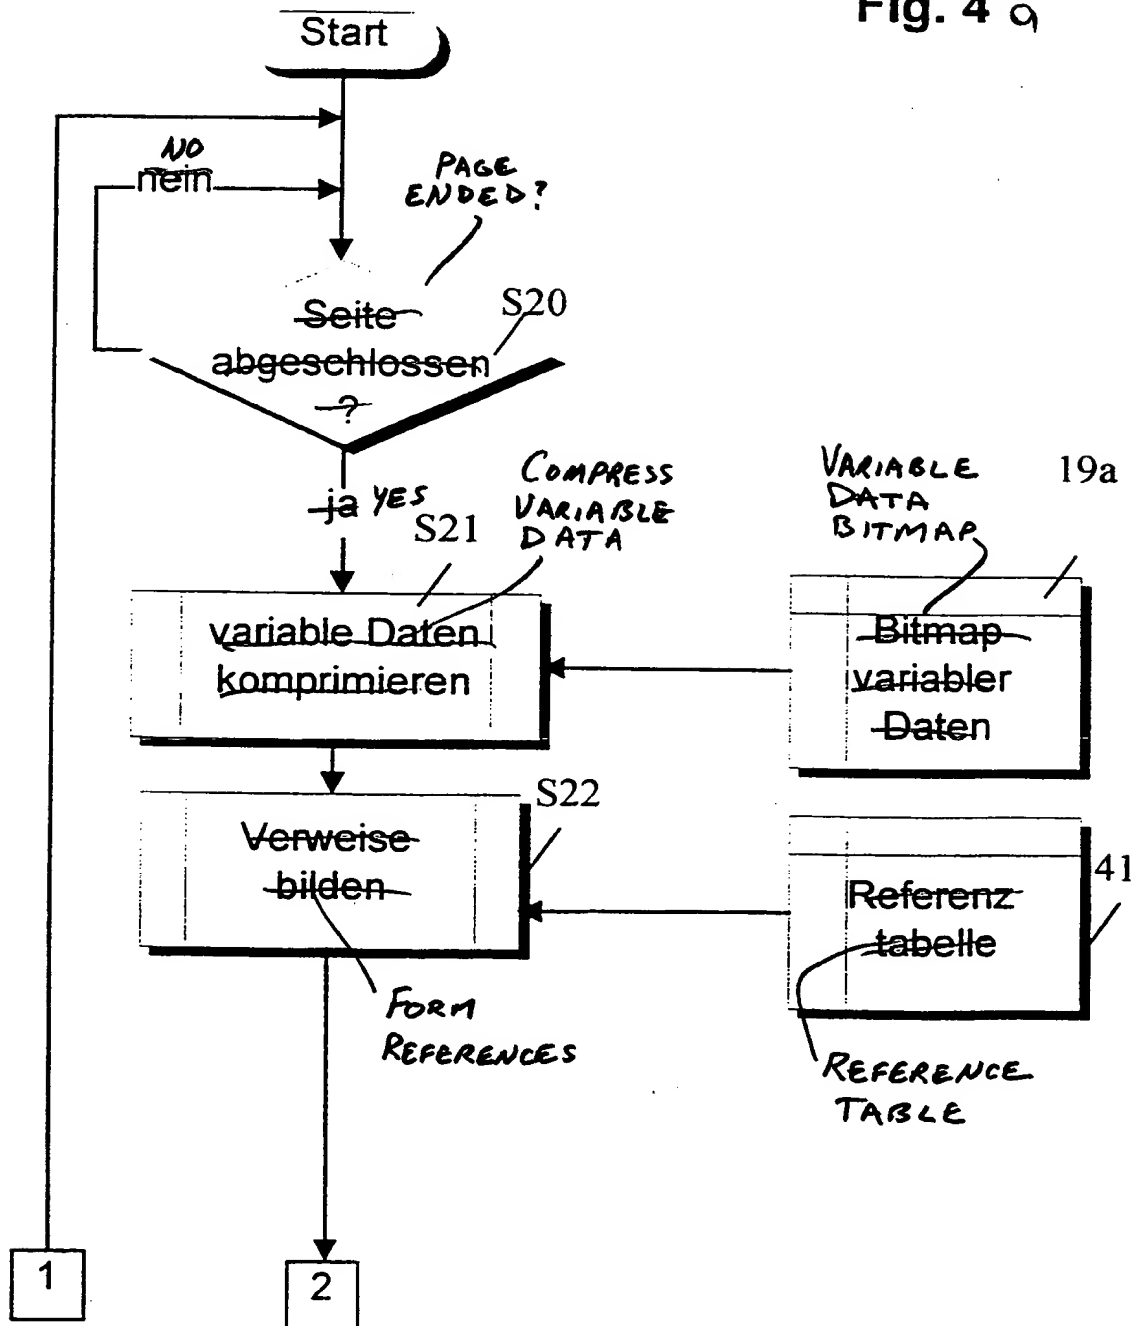 Fig. 4 a
Start
NO
nein
PAGE
ENDED?
Seite
abgeschlossen
?
S20
ja YES
S21
COMPRESS
VARIABLE
DATA
variable Daten
komprimieren
VARIABLE
DATA
BITMAP
19a
Bitmap
variabler
Daten
S22
Verweise
bilden
FORM
REFERENCES
41
Referenz
tabelle
REFERENCE
TABLE
1
2